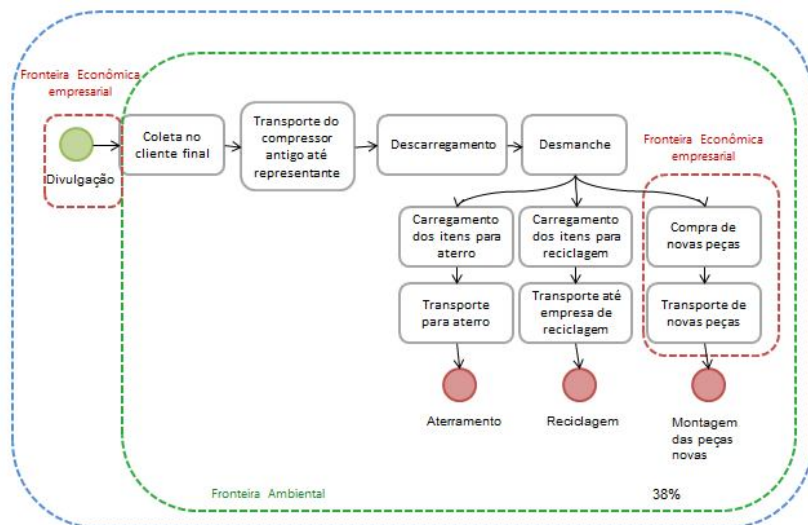 Fronteira Econômica
empresarial
Divulgação
Coleta no
cliente final
Transporte do
compressor
antigo até
representante
Descarregamento
Desmanche
Fronteira Econômica
empresarial
Carregamento
dos itens para
aterro
Carregamento
dos itens para
reciclagem
Compra de
novas peças
Transporte
para aterro
Transporte até
empresa de
reciclagem
Transporte de
novas peças
Aterramento
Reciclagem
Montagem
das peças
novas
Fronteira Ambiental
38%